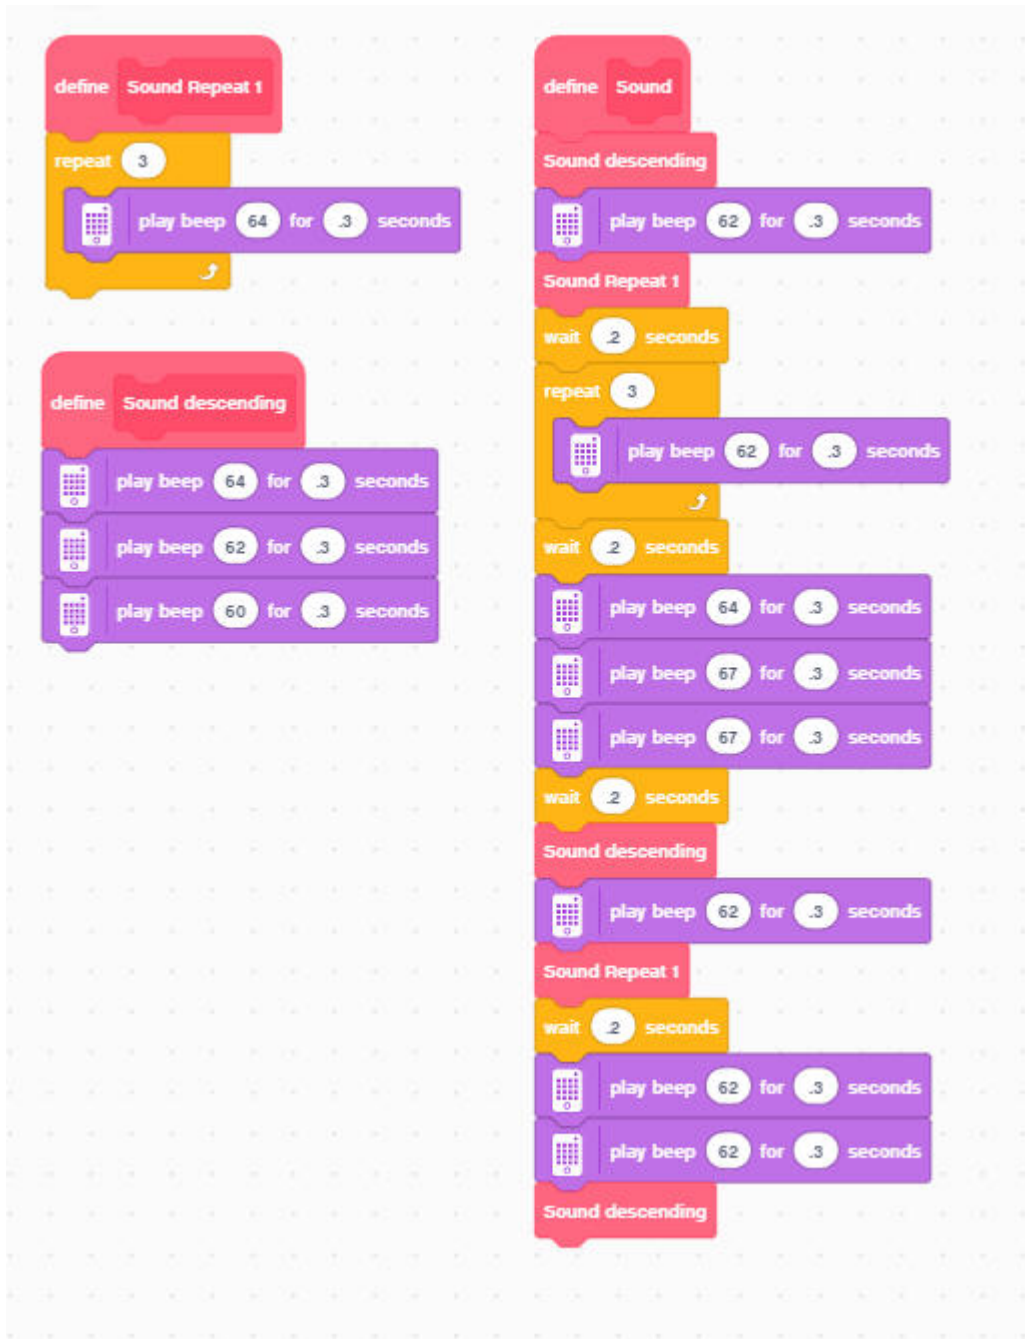 define Sound Repeat 1
repeat 3
play beep 64 for .3 seconds
define Sound descending
play beep 64 for .3 seconds
play beep 62 for .3 seconds
play beep 60 for .3 seconds
define Sound
Sound descending
play beep 62 for .3 seconds
Sound Repeat 1
wait .2 seconds
repeat 3
play beep 62 for .3 seconds
wait .2 seconds
play beep 64 for .3 seconds
play beep 67 for .3 seconds
play beep 67 for .3 seconds
wait .2 seconds
Sound descending
play beep 62 for .3 seconds
Sound Repeat 1
wait .2 seconds
play beep 62 for .3 seconds
play beep 62 for .3 seconds
Sound descending